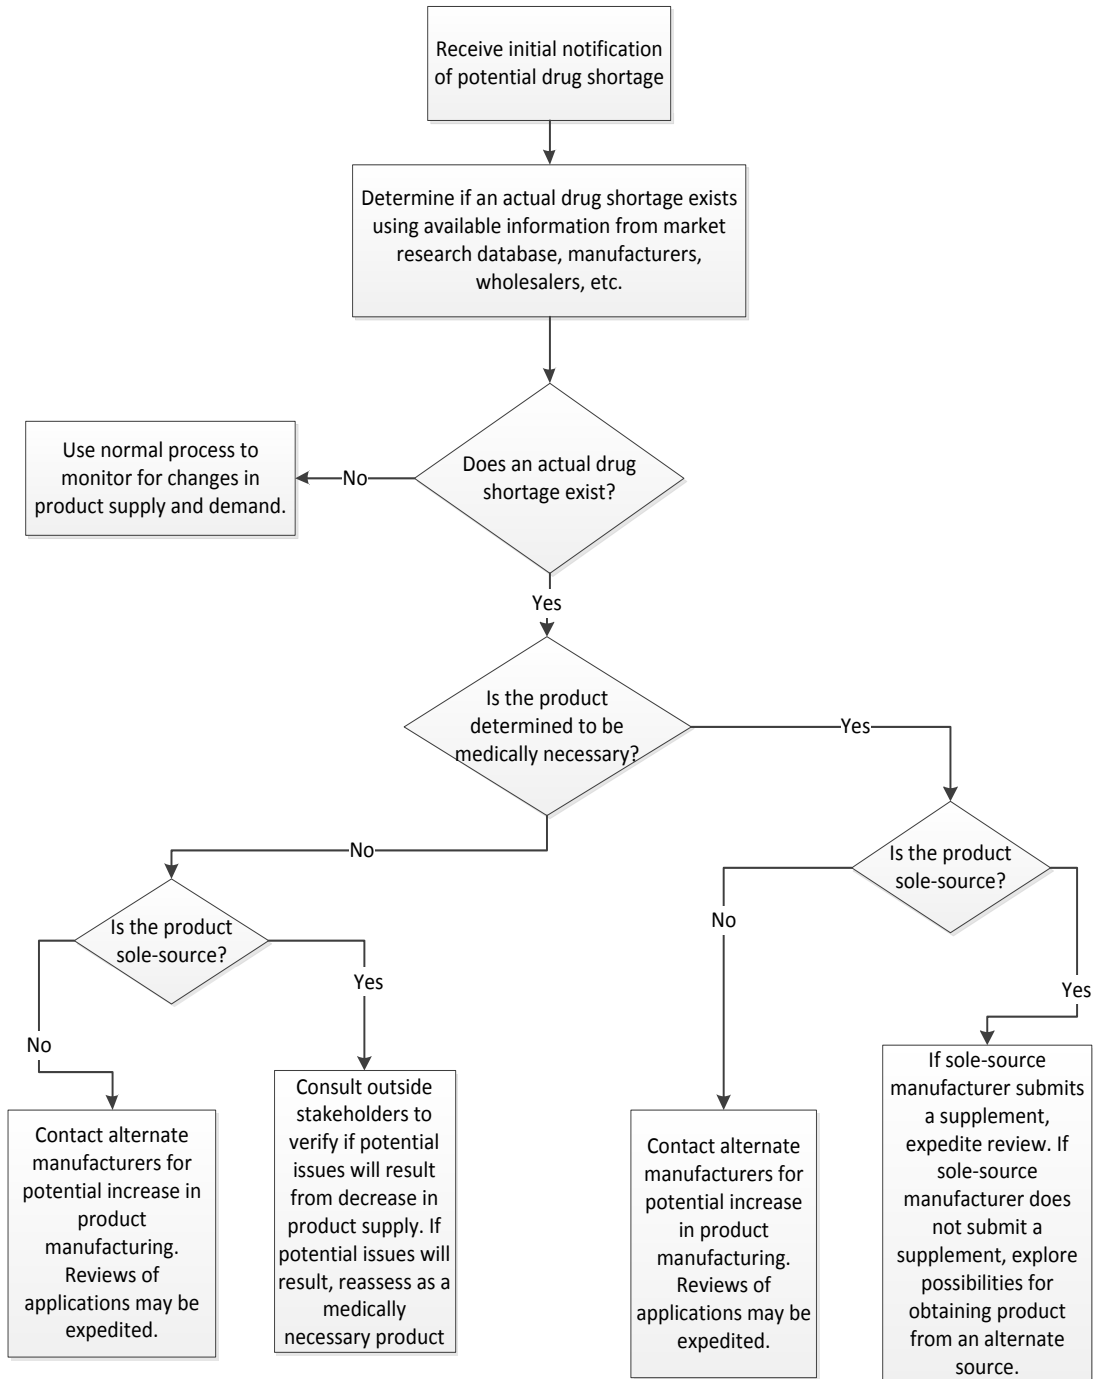 Receive initial notification
of potential drug shortage
Determine if an actual drug shortage exists
using available information from market
research database, manufacturers,
wholesalers, etc.
Does an actual drug
shortage exist?
No
Use normal process to
monitor for changes in
product supply and demand.
Yes
Is the product
determined to be
medically necessary?
Yes
No
Is the product
sole-source?
No
Yes
Contact alternate
manufacturers for
potential increase in
product
manufacturing.
Reviews of
applications may be
expedited.
Consult outside
stakeholders to
verify if potential
issues will result
from decrease in
product supply. If
potential issues will
result, reassess as a
medically
necessary product
Is the product
sole-source?
No
Yes
Contact alternate
manufacturers for
potential increase
in product
manufacturing.
Reviews of
applications may be
expedited.
If sole-source
manufacturer submits
a supplement,
expedite review. If
sole-source
manufacturer does
not submit a
supplement, explore
possibilities for
obtaining product
from an alternate
source.